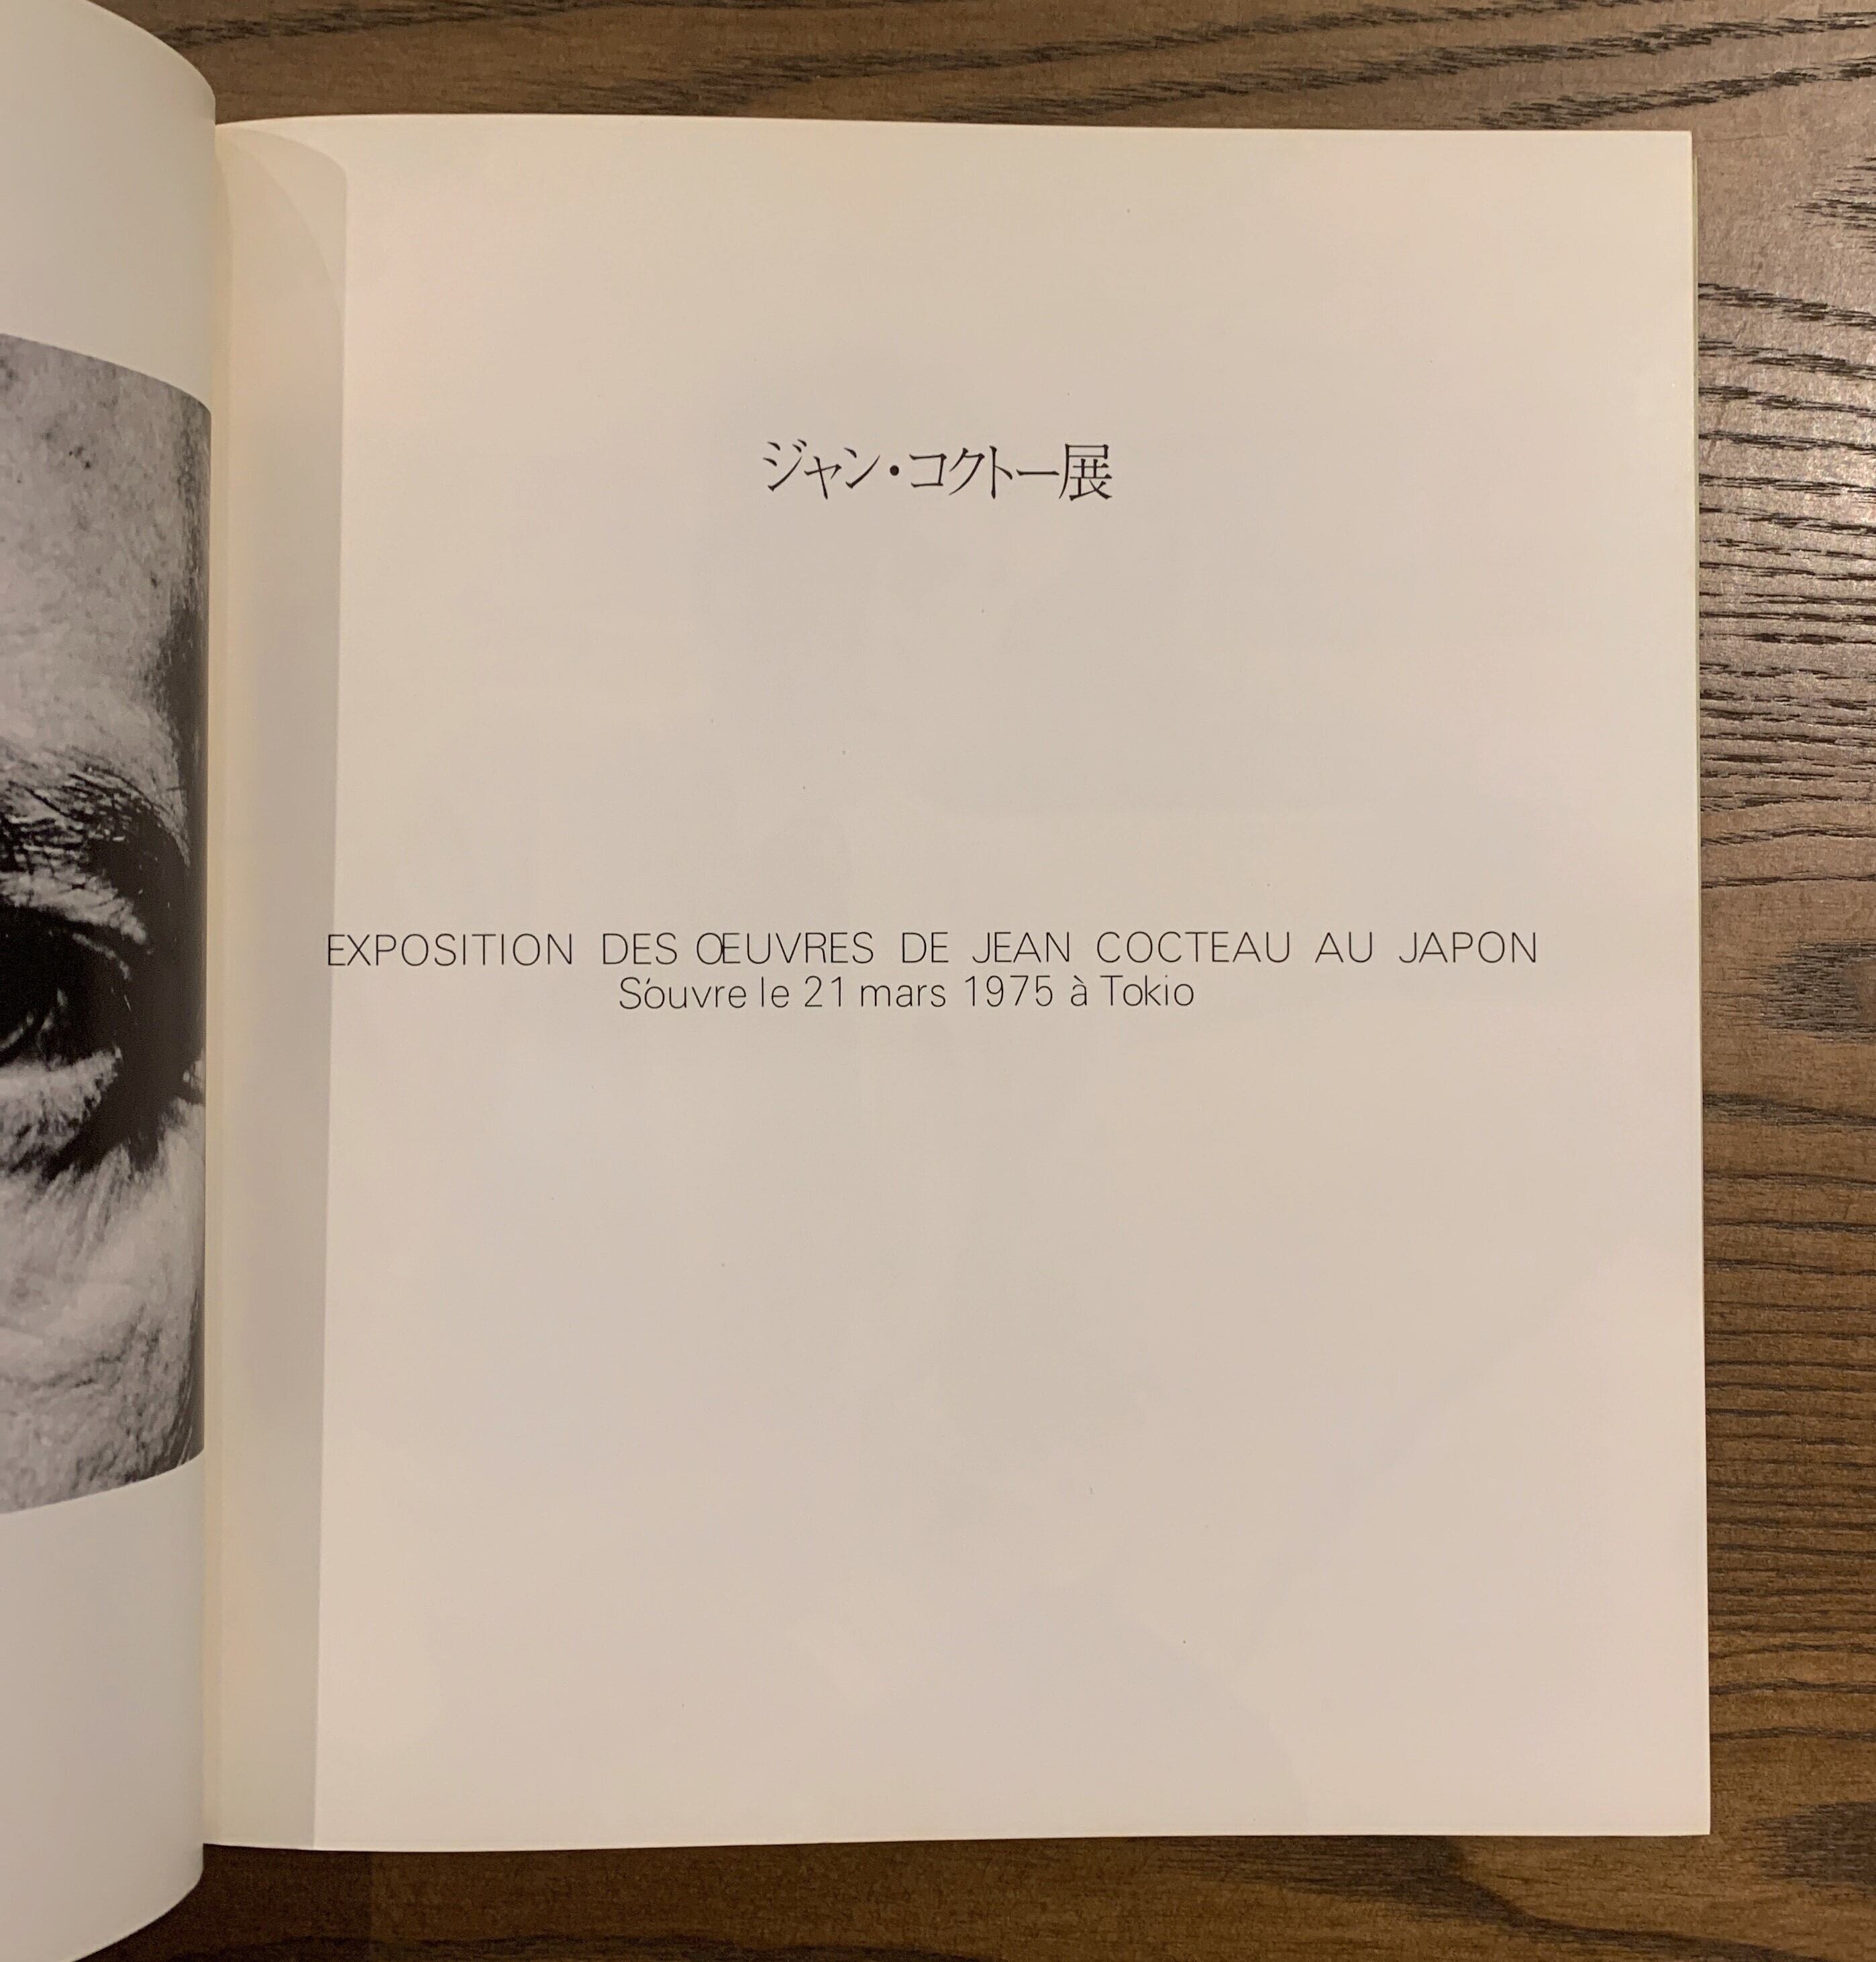 ジャン・コクトー展
EXPOSITION DES ŒUVRES DE JEAN COCTEAU AU JAPON
S'ouvre le 21 mars 1975 à Tokio